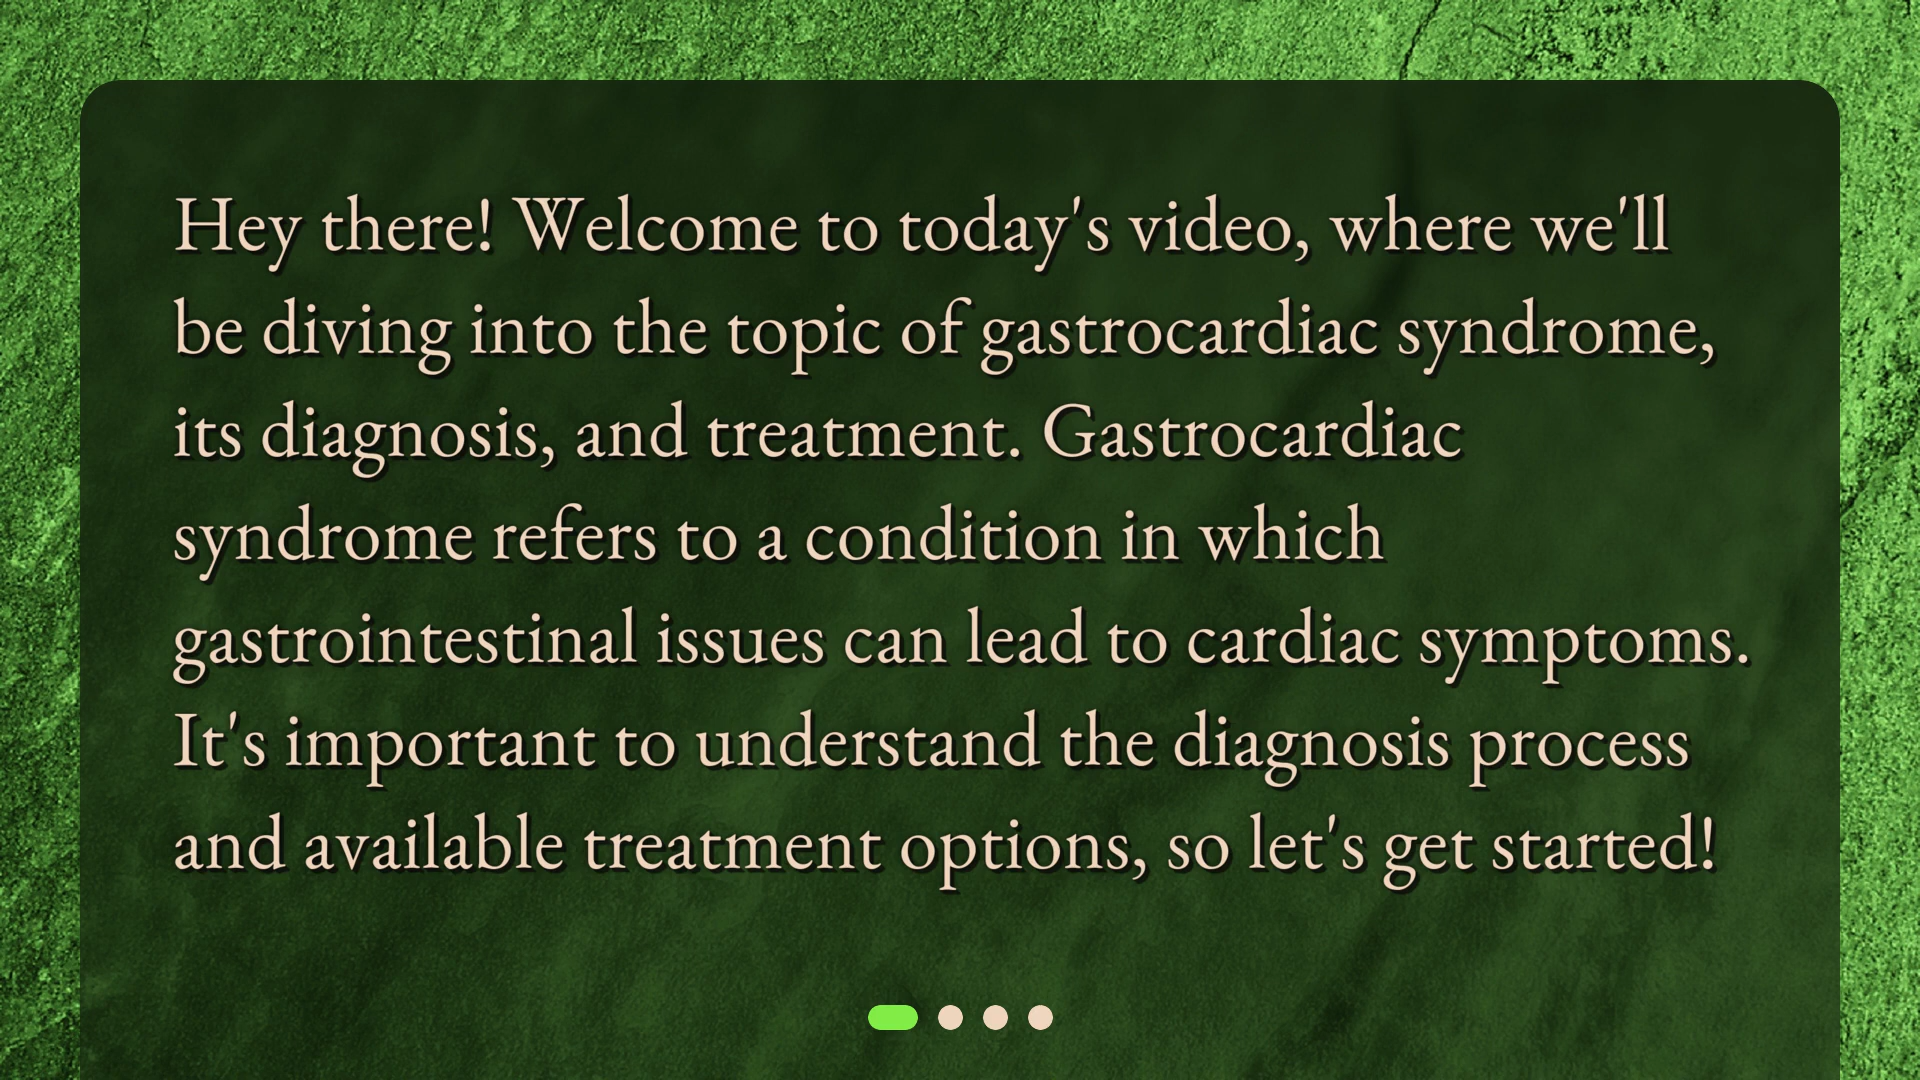 Hey there! Welcome to today's video, where we'll
be diving into the topic of gastrocardiac syndrome,
its diagnosis, and treatment. Gastrocardiac
syndrome refers to a condition in which
gastrointestinal issues can lead to cardiac symptoms.
It's important to understand the diagnosis process
and available treatment options, so let's get started!